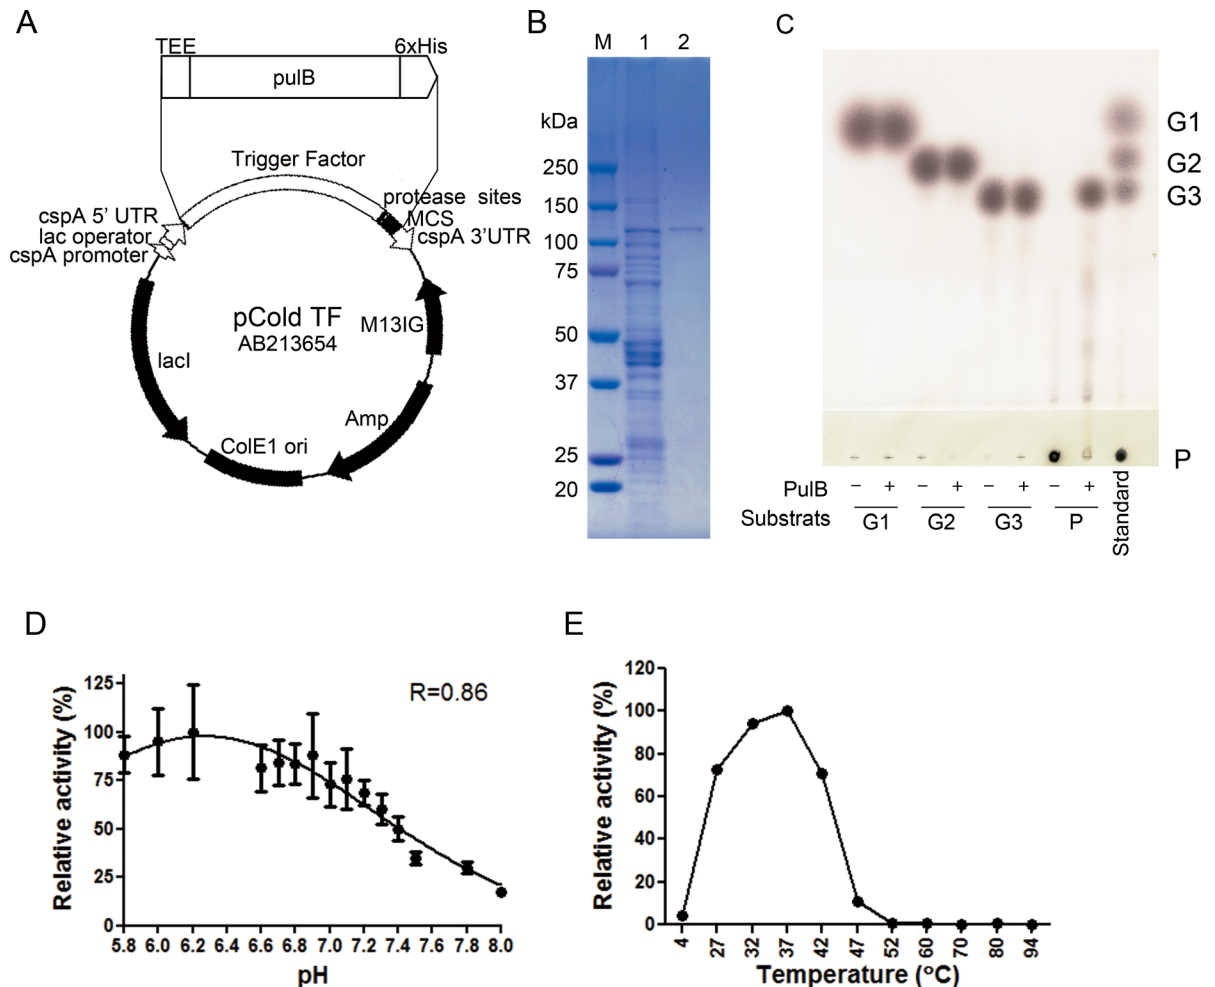 A
TEE
6xHis
pulB
Trigger Factor
protease sites
MCS
cspA 3'UTR
cspA 5' UTR
lac operator
cspA promoter
pCold TF
AB213654
M13IG
lacI
Amp
ColE1 ori
B
M 1 2
kDa
250
150
100
75
50
37
25
20
C
G1
G2
G3
P
PulB − + − + − + − +
Substrats G1 G2 G3 P Standard
D
R=0.86
Relative activity (%)
125
100
75
50
25
0
5.8 6.0 6.2 6.4 6.6 6.8 7.0 7.2 7.4 7.6 7.8 8.0
pH
E
Relative activity (%)
120
100
80
60
40
20
0
4 27 32 37 42 47 52 60 70 80 94
Temperature (°C)